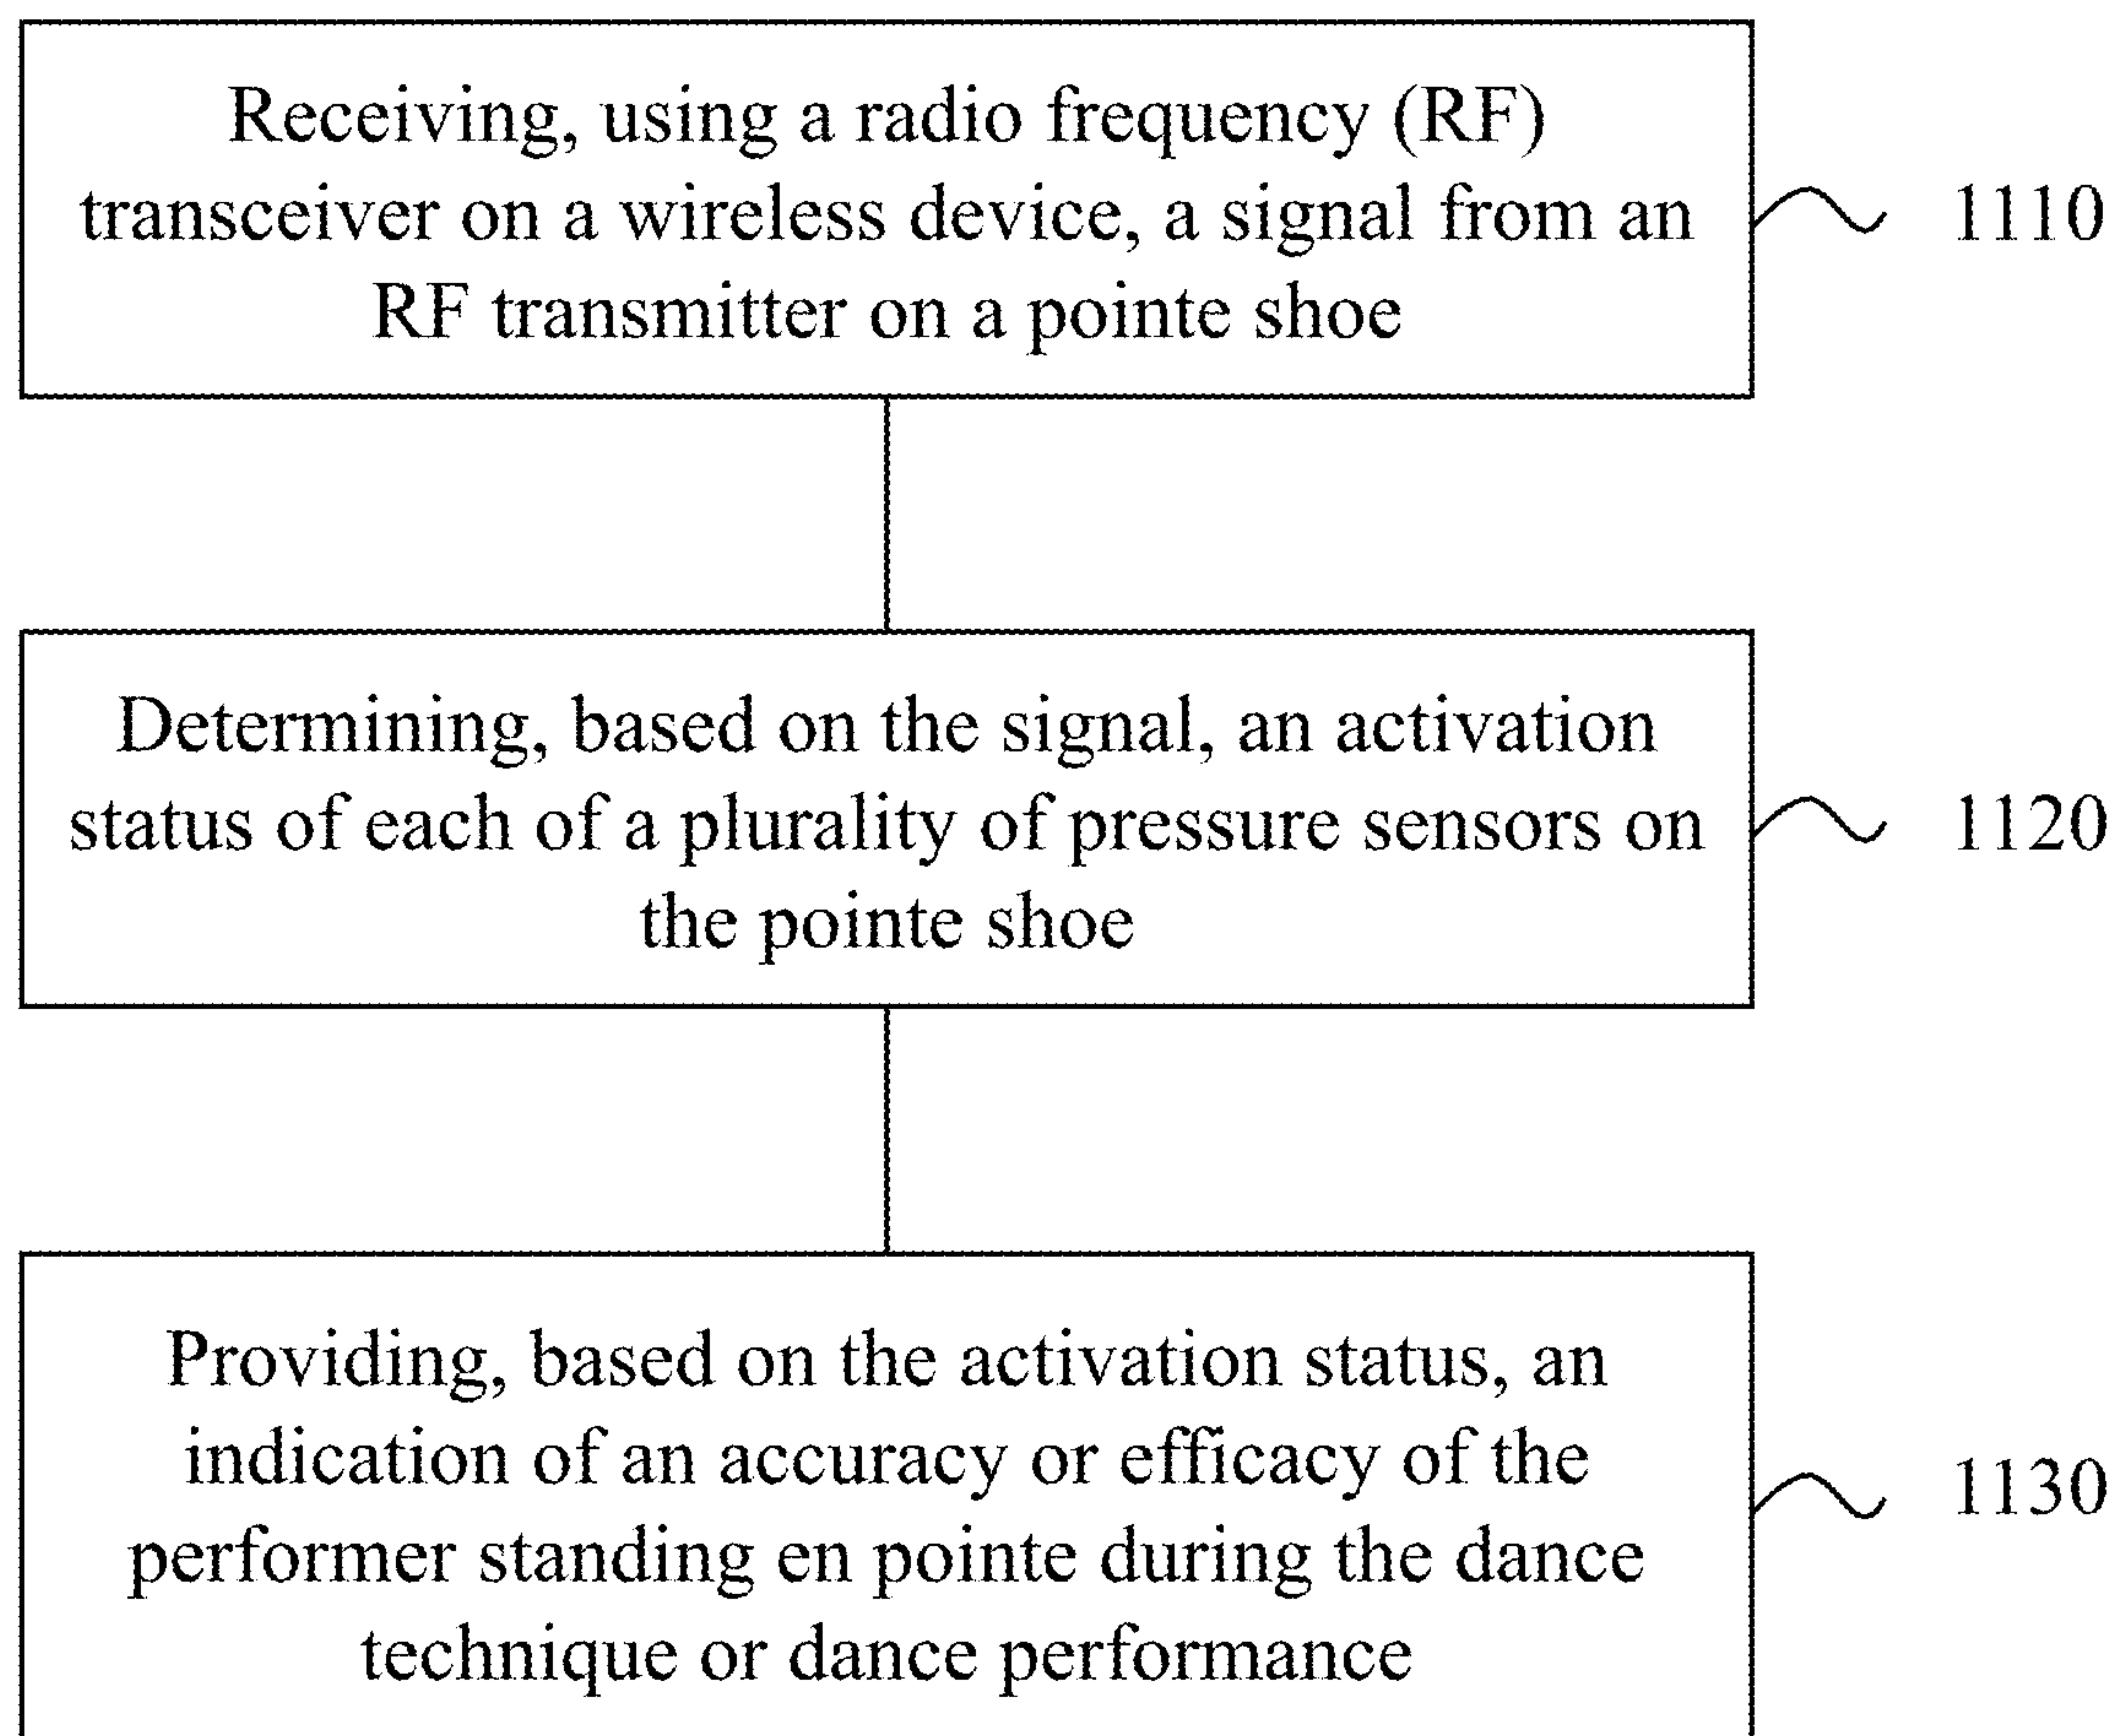 Receiving, using a radio frequency (RF)
transceiver on a wireless device, a signal from an
RF transmitter on a pointe shoe
1110
Determining, based on the signal, an activation
status of each of a plurality of pressure sensors on
the pointe shoe
1120
Providing, based on the activation status, an
indication of an accuracy or efficacy of the
performer standing en pointe during the dance
technique or dance performance
1130